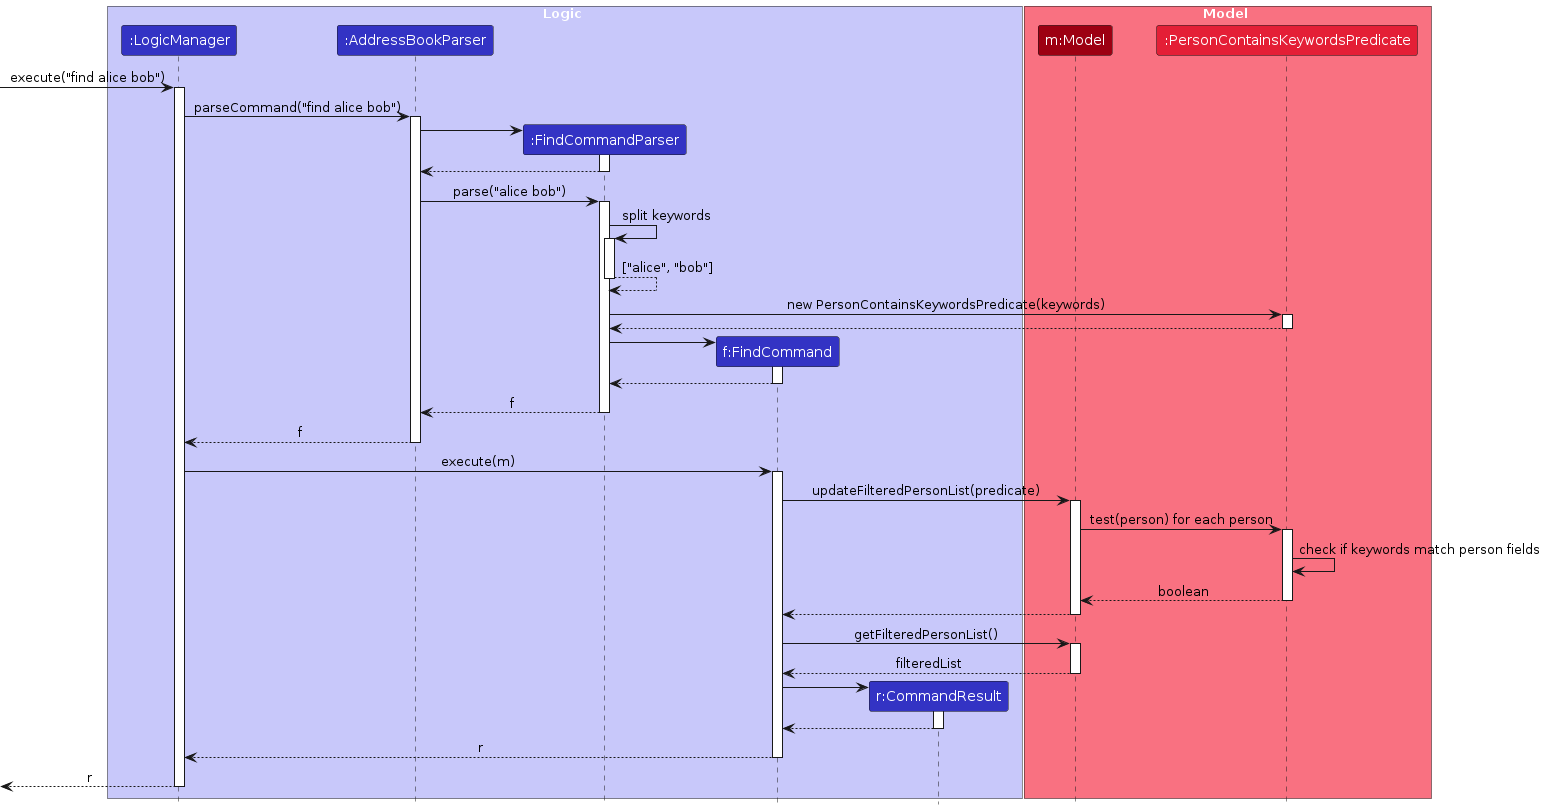 Logic
Model
:LogicManager
:AddressBookParser
m:Model
:PersonContainsKeywordsPredicate
execute("find alice bob")
parseCommand("find alice bob")
:FindCommandParser
parse("alice bob")
split keywords
["alice", "bob"]
new PersonContainsKeywordsPredicate(keywords)
f:FindCommand
f
f
execute(m)
updateFilteredPersonList(predicate)
test(person) for each person
check if keywords match person fields
boolean
getFilteredPersonList()
filteredList
r:CommandResult
r
r